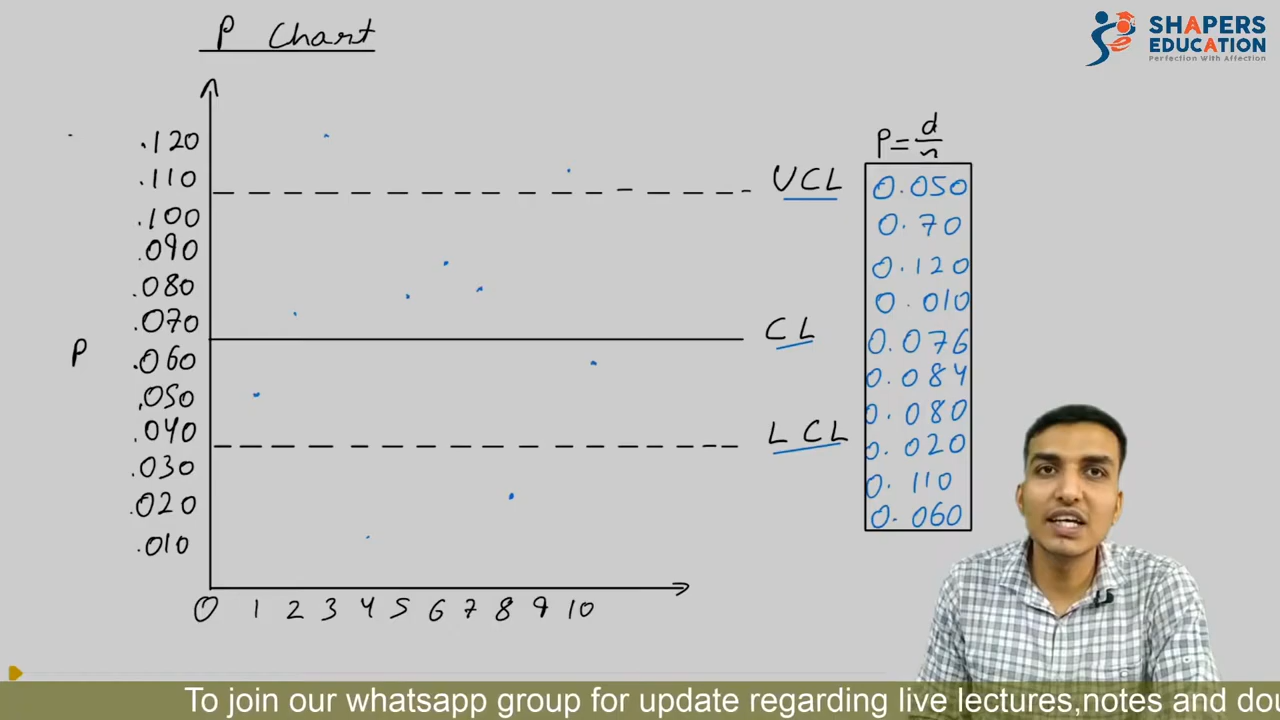 P Chart
SHAPERS
EDUCATION
Perfection With Affection
.120
.110
.100
.090
.080
.070
.060
.050
.040
.030
.020
.010
P
0 1 2 3 4 5 6 7 8 9 10
UCL
CL
LCL
P = d/n
0.050
0.70
0.120
0.010
0.076
0.084
0.080
0.020
0.110
0.060
To join our whatsapp group for update regarding live lectures,notes and dou